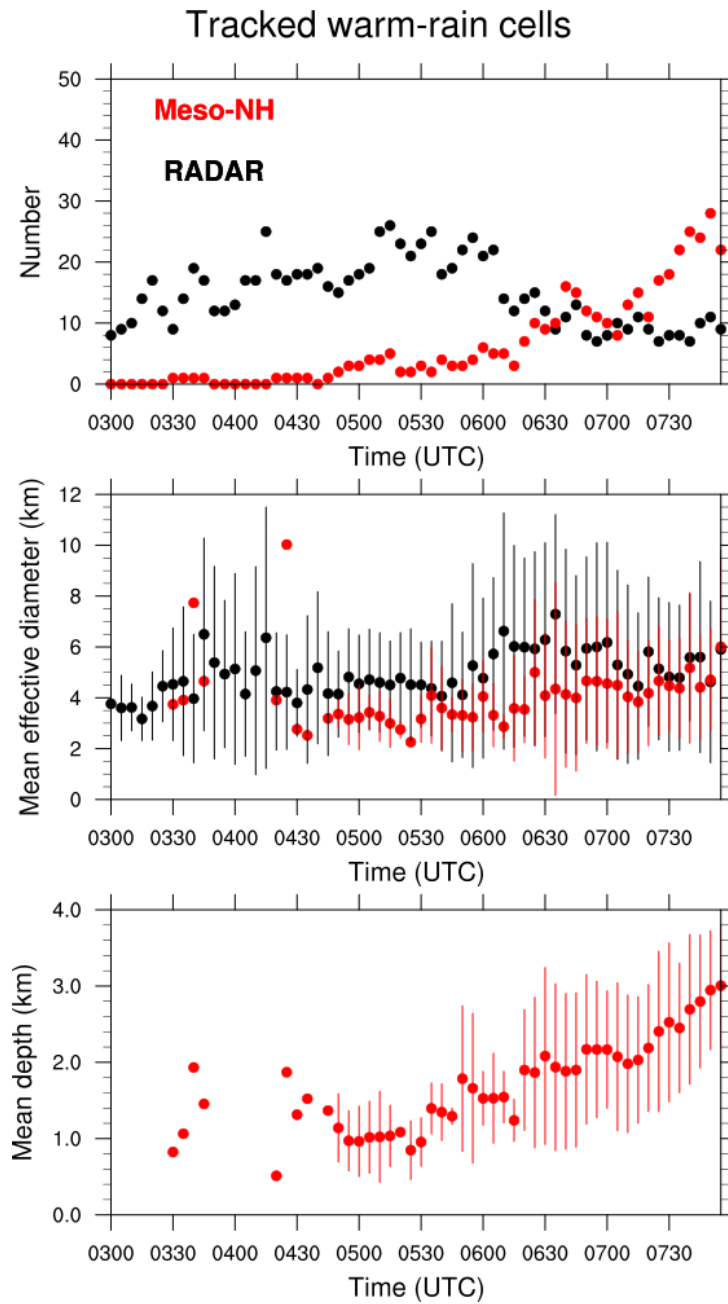 Tracked warm-rain cells
50
40
30
20
10
0
Number
Meso-NH
RADAR
0300 0330 0400 0430 0500 0530 0600 0630 0700 0730
Time (UTC)
12
10
8
6
4
2
0
Mean effective diameter (km)
0300 0330 0400 0430 0500 0530 0600 0630 0700 0730
Time (UTC)
4.0
3.0
2.0
1.0
0.0
Mean depth (km)
0300 0330 0400 0430 0500 0530 0600 0630 0700 0730
Time (UTC)